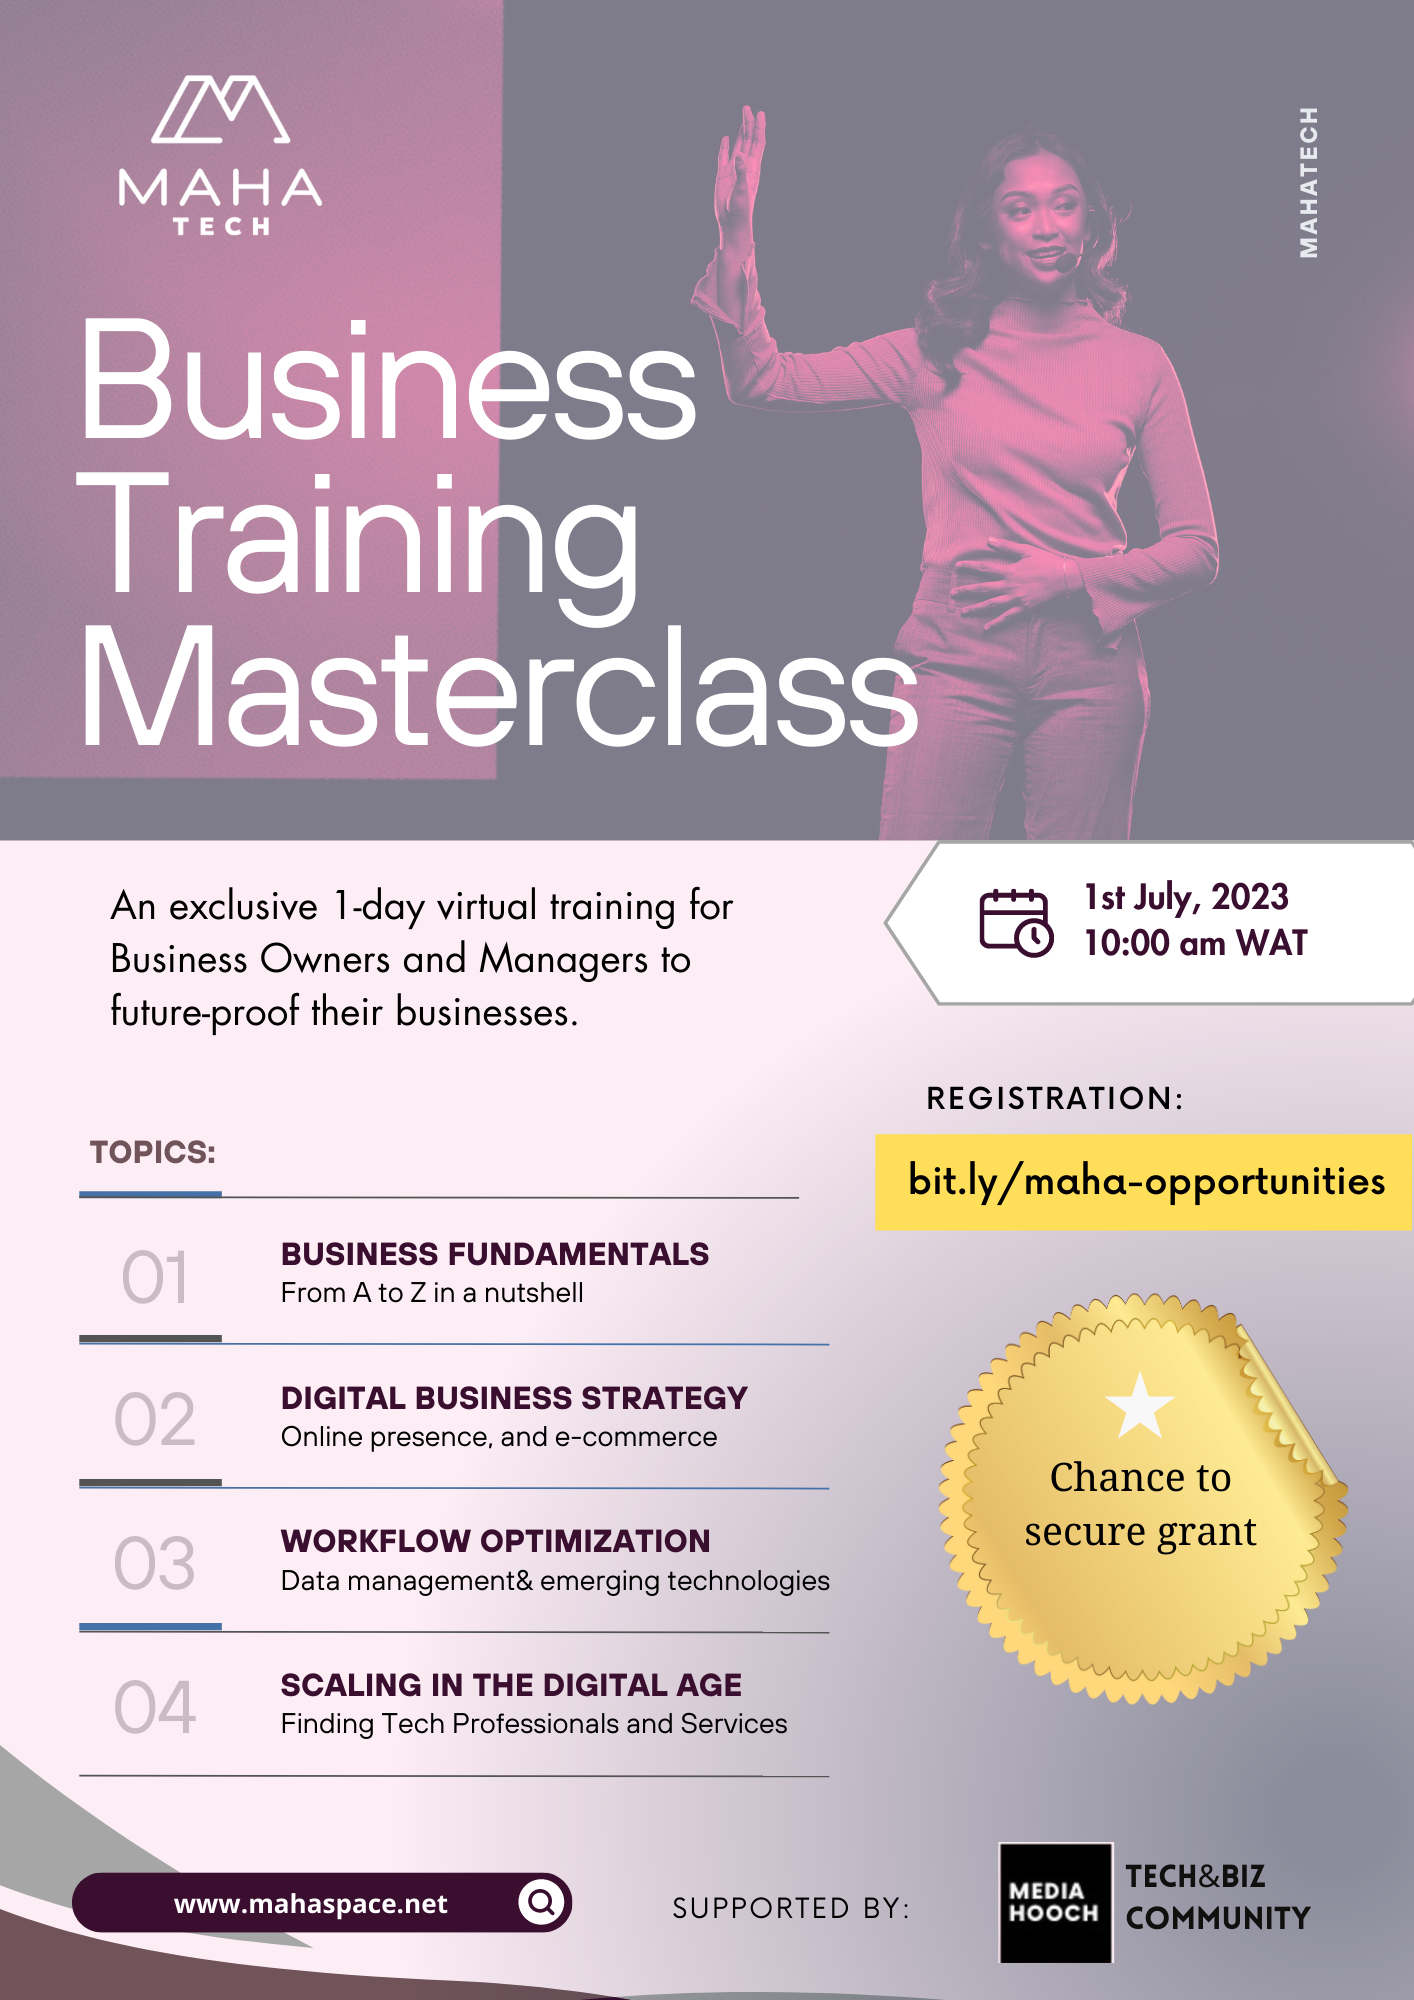 MAHA
TECH
MAHATECH
Business
Training
Masterclass
An exclusive 1-day virtual training for
Business Owners and Managers to
future-proof their businesses.
1st July, 2023
10:00 am WAT
REGISTRATION:
bit.ly/maha-opportunities
TOPICS:
01
BUSINESS FUNDAMENTALS
From A to Z in a nutshell
02
DIGITAL BUSINESS STRATEGY
Online presence, and e-commerce
03
WORKFLOW OPTIMIZATION
Data management& emerging technologies
04
SCALING IN THE DIGITAL AGE
Finding Tech Professionals and Services
Chance to
secure grant
www.mahaspace.net
SUPPORTED BY:
MEDIA
HOOCH
TECH&BIZ
COMMUNITY